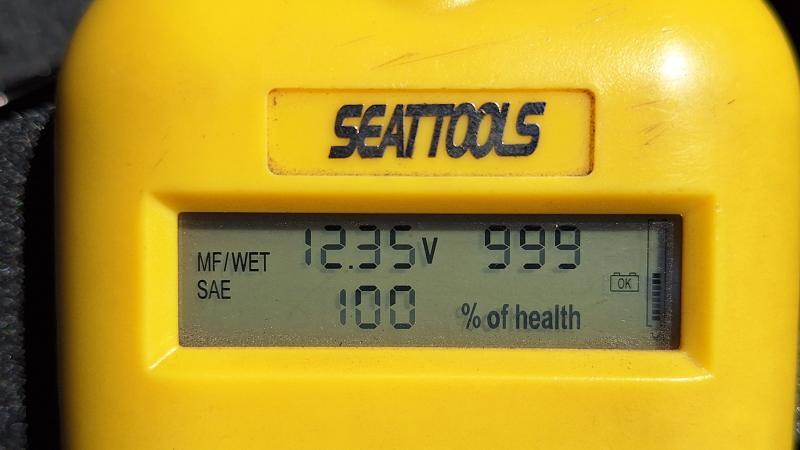 SEATTOOLS
MF/WET 12.35V 999
SAE 100 % of health
OK